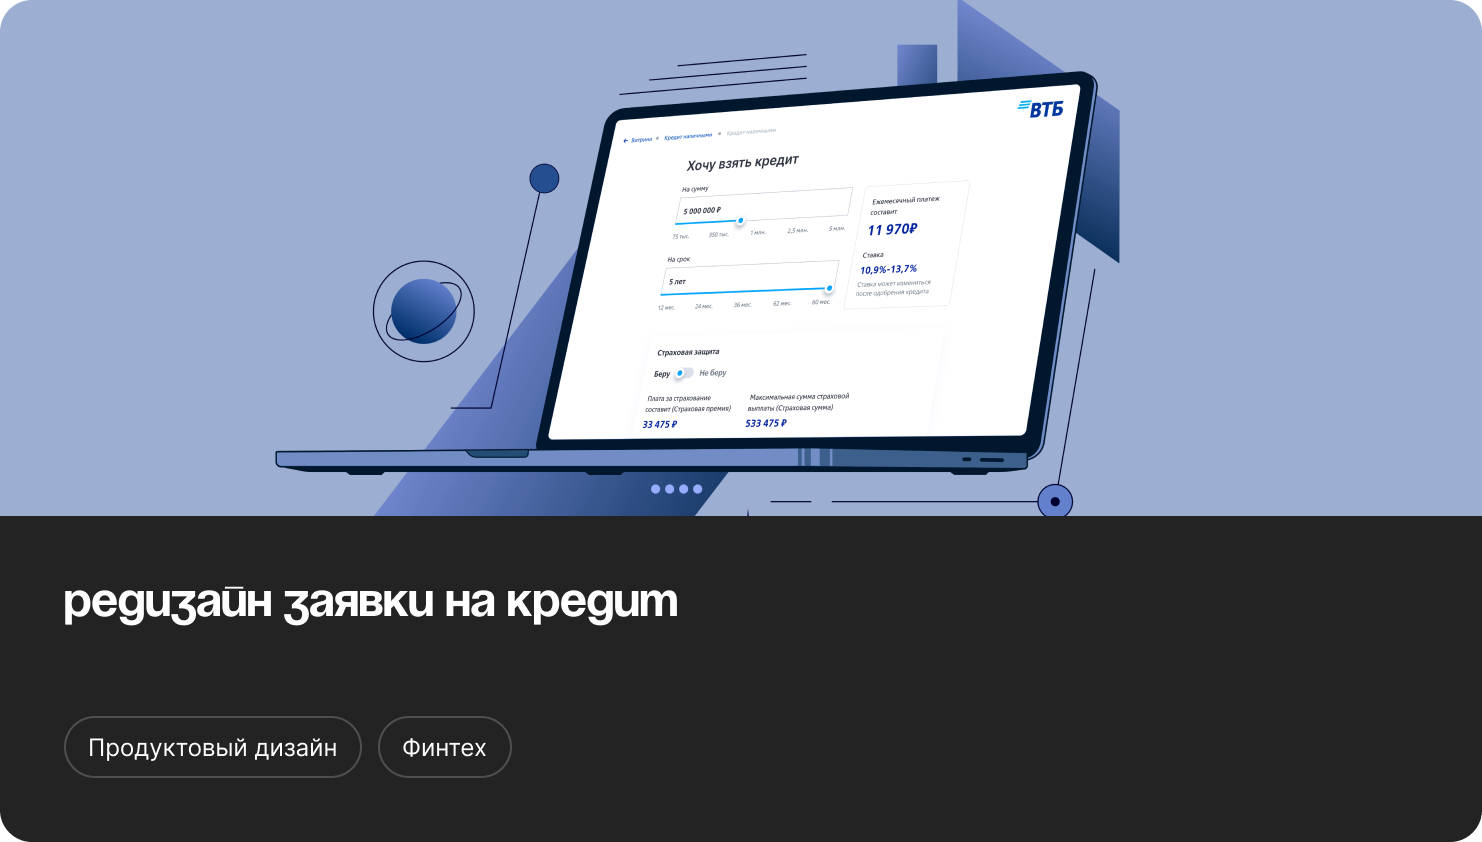 ВТБ
Витрина
Кредит наличными
Кредит наличными
Хочу взять кредит
На сумму
5 000 000 ₽
75 тыс.
350 тыс.
1 млн.
2,5 млн.
5 млн.
На срок
5 лет
12 мес.
24 мес.
36 мес.
62 мес.
60 мес.
Ежемесячный платеж
составит
11 970₽
Ставка
10,9%-13,7%
Ставка может измениться
после одобрения кредита
Страховая защита
Беру
Не беру
Плата за страхование
составит (Страховая премия)
33 475 ₽
Максимальная сумма страховой
выплаты (Страховая сумма)
533 475 ₽
редизайн заявки на кредит
Продуктовый дизайн
Финтех